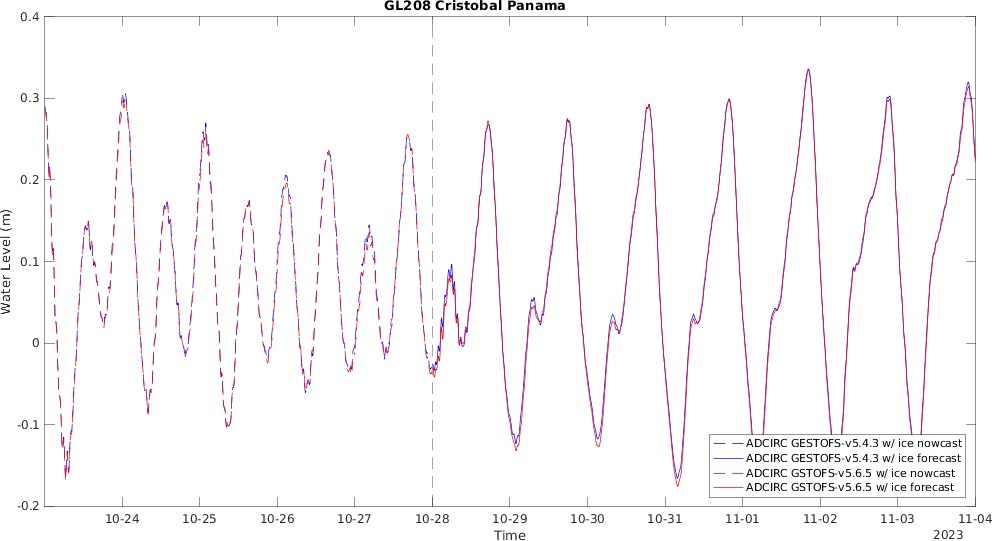 GL208 Cristobal Panama
0.4
0.3
0.2
0.1
0
-0.1
-0.2
Water Level (m)
10-24 10-25 10-26 10-27 10-28 10-29 10-30 10-31 11-01 11-02 11-03 11-04
2023
Time
ADCIRC GESTOFS-v5.4.3 w/ ice nowcast
ADCIRC GESTOFS-v5.4.3 w/ ice forecast
ADCIRC GSTOFS-v5.6.5 w/ ice nowcast
ADCIRC GSTOFS-v5.6.5 w/ ice forecast